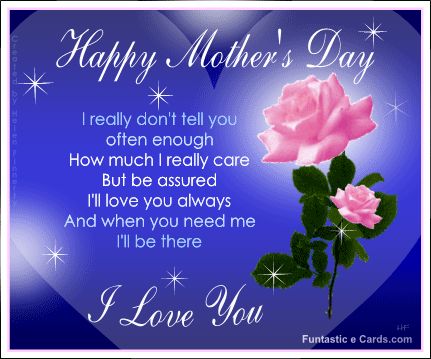 Happy Mother's Day
I really don't tell you
often enough
How much I really care
But be assured
I'll love you always
And when you need me
I'll be there
I Love You
HF
Funtastic e Cards.com